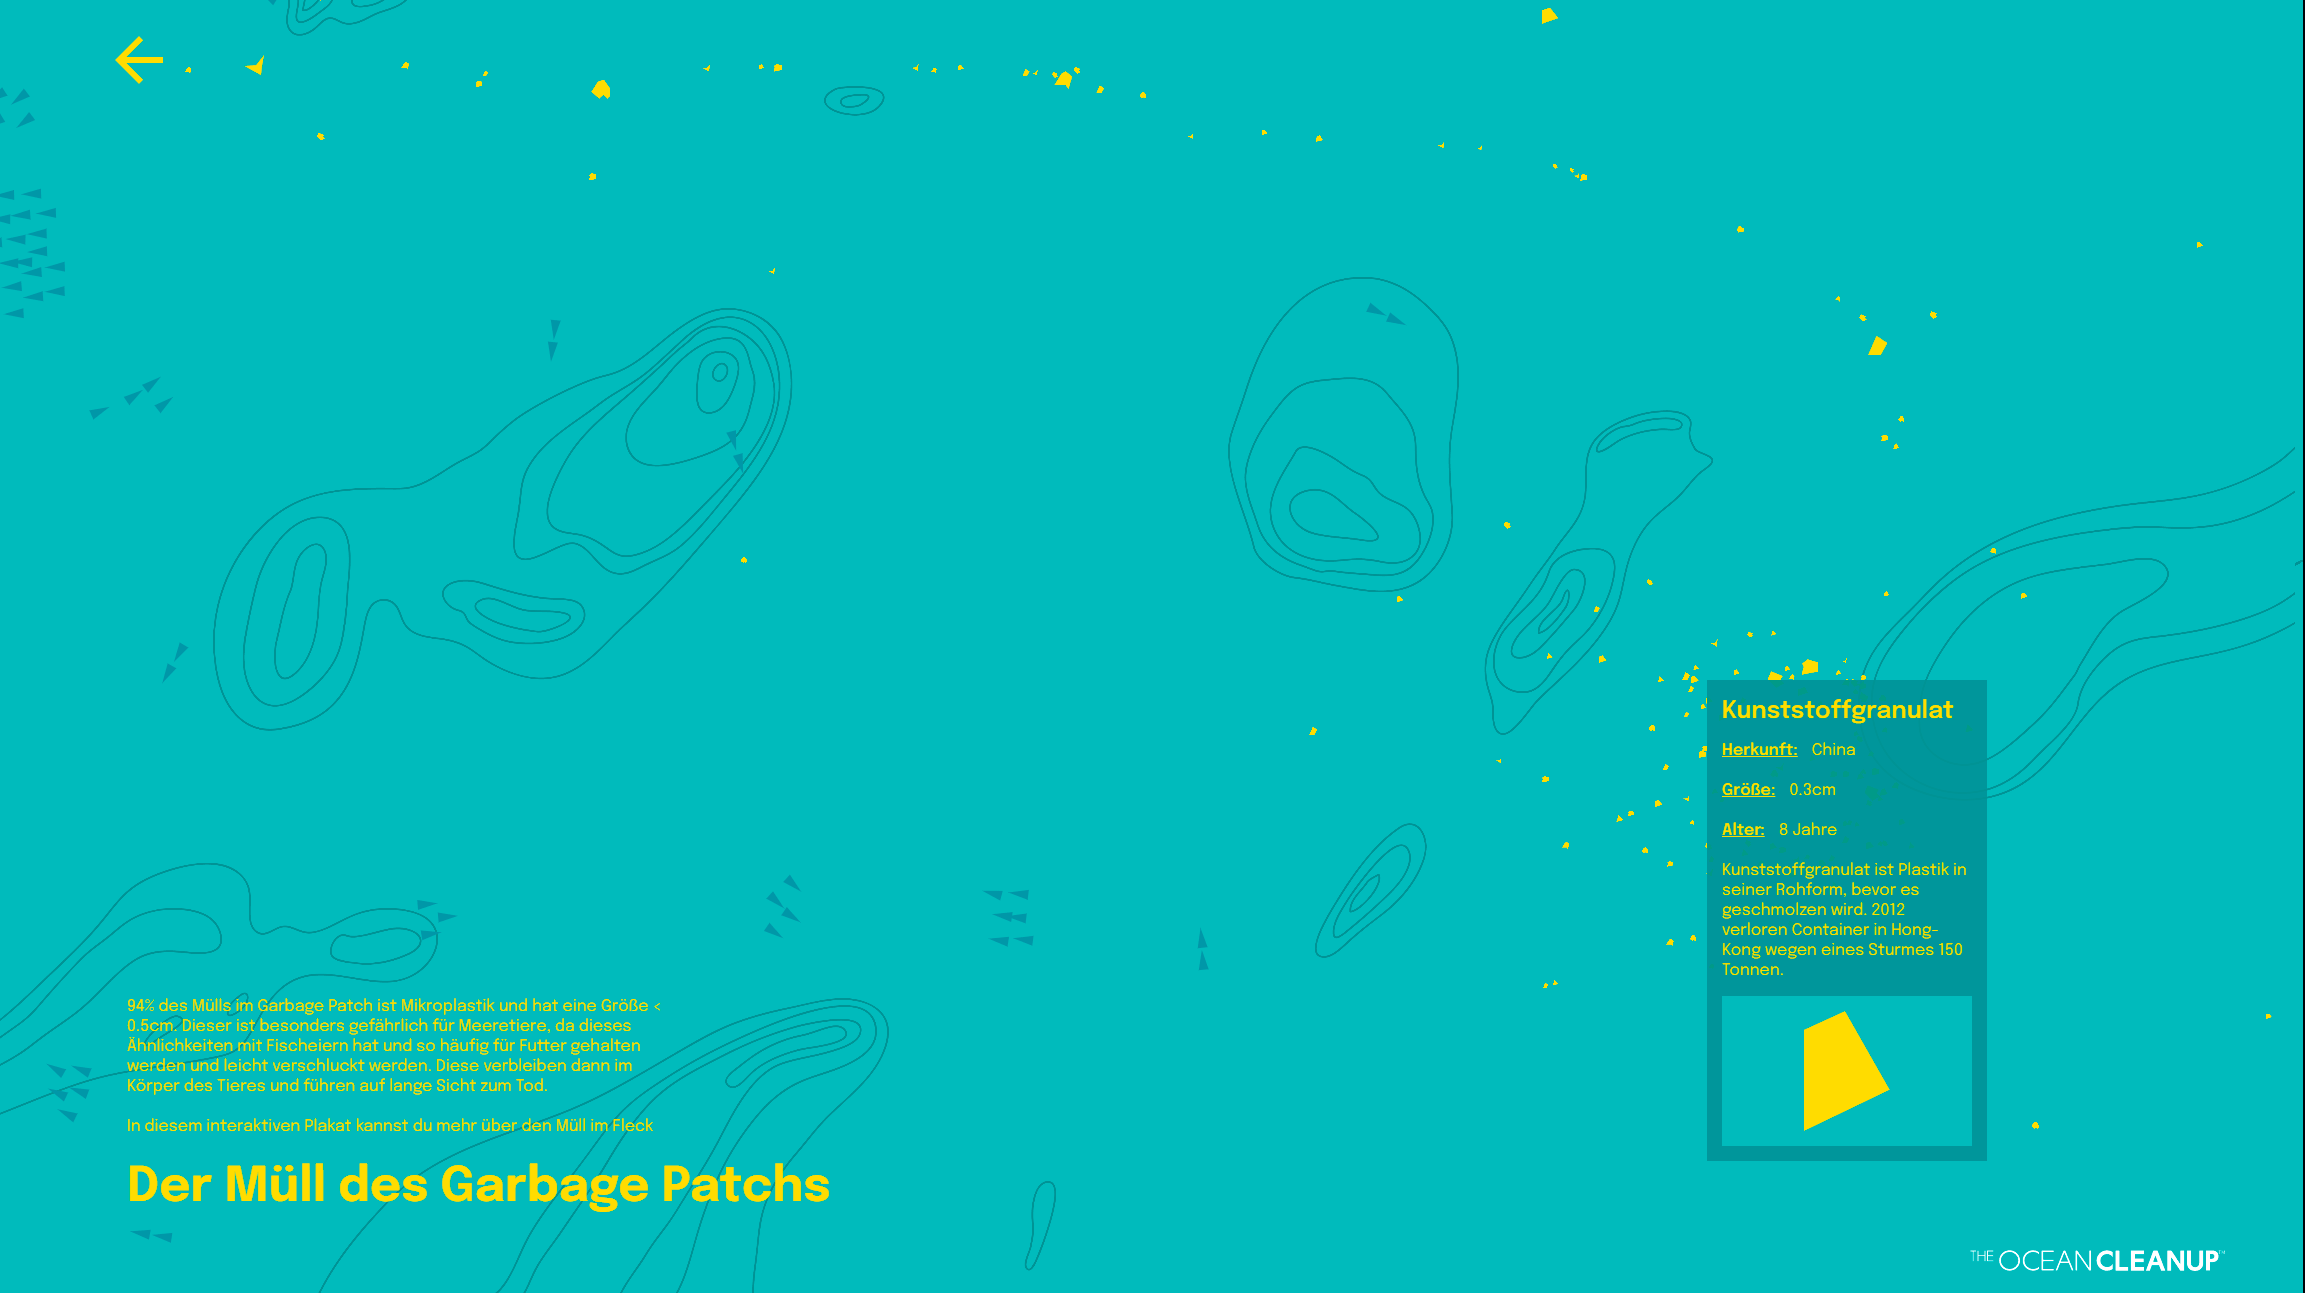 Kunststoffgranulat
Herkunft: China
Größe: 0.3cm
Alter: 8 Jahre
Kunststoffgranulat ist Plastik in
seiner Rohform, bevor es
geschmolzen wird. 2012
verloren Container in Hong-
Kong wegen eines Sturmes 150
Tonnen.
94% des Mülls im Garbage Patch ist Mikroplastik und hat eine Größe <
0.5cm. Dieser ist besonders gefährlich für Meeretiere, da dieses
Ähnlichkeiten mit Fischeiern hat und so häufig für Futter gehalten
werden und leicht verschluckt werden. Diese verbleiben dann im
Körper des Tieres und führen auf lange Sicht zum Tod.
In diesem interaktiven Plakat kannst du mehr über den Müll im Fleck
Der Müll des Garbage Patchs
THE OCEAN CLEANUP™